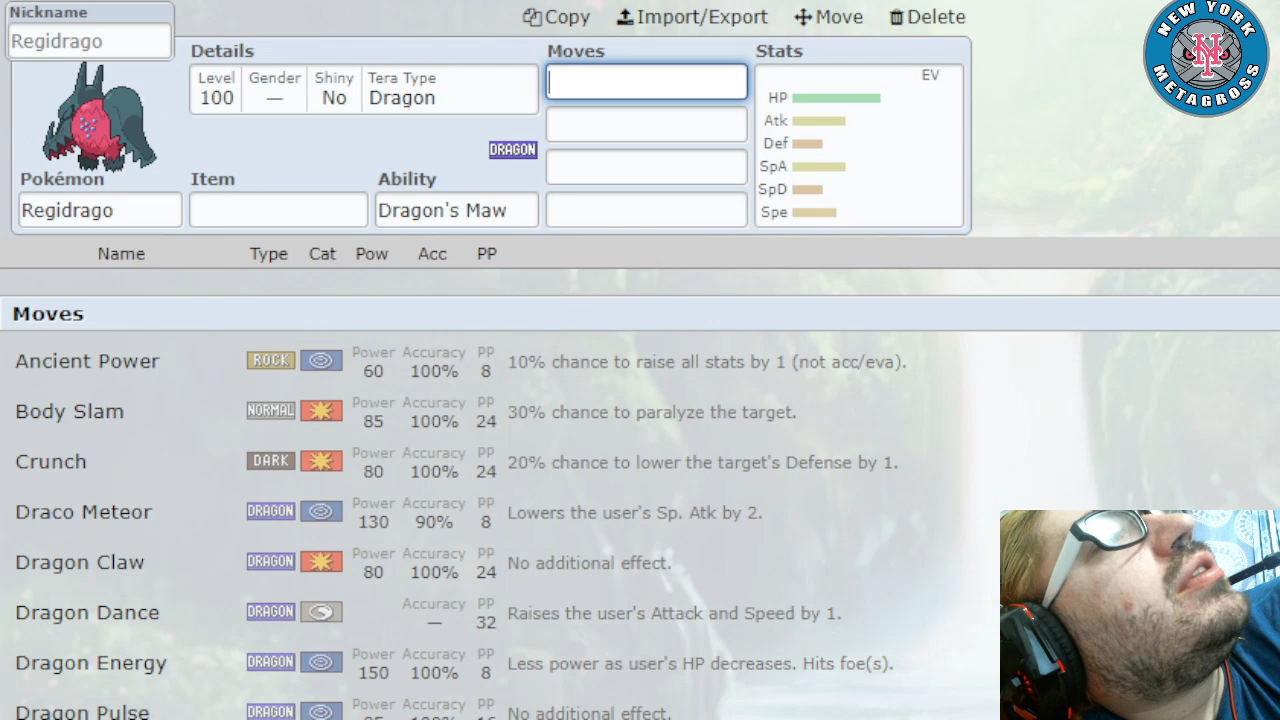 Nickname
Regidrago
Copy Import/Export Move Delete
NEW YORK METAGROSS
NY
Details Moves Stats
Level Gender Shiny Tera Type
100 — No Dragon
EV
HP
Atk
Def
SpA
SpD
Spe
DRAGON
Pokémon Item Ability
Regidrago Dragon's Maw
Name Type Cat Pow Acc PP
Moves
Ancient Power ROCK Power 60 Accuracy 100% PP 8 10% chance to raise all stats by 1 (not acc/eva).
Body Slam NORMAL Power 85 Accuracy 100% PP 24 30% chance to paralyze the target.
Crunch DARK Power 80 Accuracy 100% PP 24 20% chance to lower the target's Defense by 1.
Draco Meteor DRAGON Power 130 Accuracy 90% PP 8 Lowers the user's Sp. Atk by 2.
Dragon Claw DRAGON Power 80 Accuracy 100% PP 24 No additional effect.
Dragon Dance DRAGON Accuracy — PP 32 Raises the user's Attack and Speed by 1.
Dragon Energy DRAGON Power 150 Accuracy 100% PP 8 Less power as user's HP decreases. Hits foe(s).
Dragon Pulse DRAGON Power 85 Accuracy 100% PP 16 No additional effect.